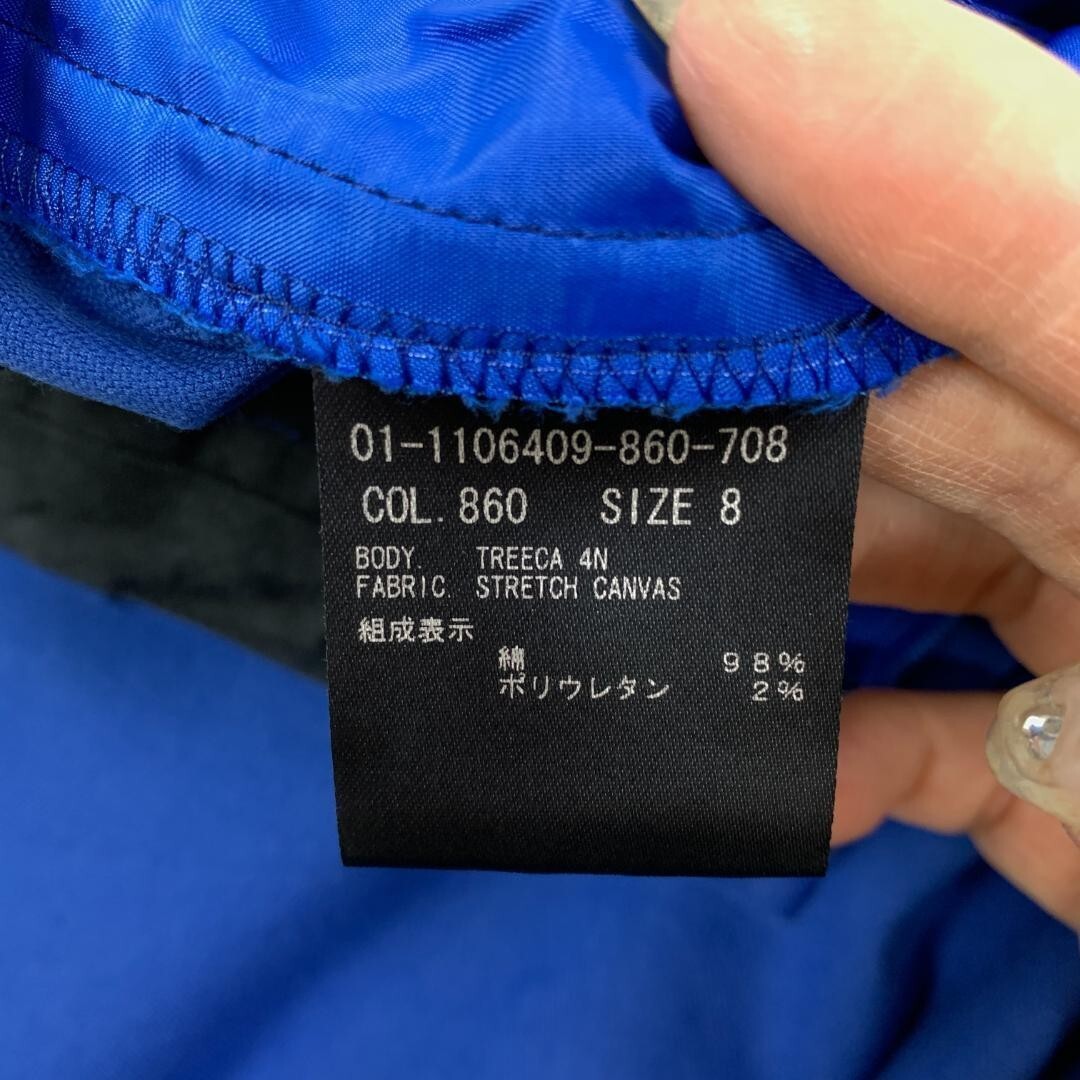 01-1106409-860-708
COL. 860 SIZE 8
BODY. TREECA 4N
FABRIC. STRETCH CANVAS
組成表示
綿 98%
ポリウレタン 2%